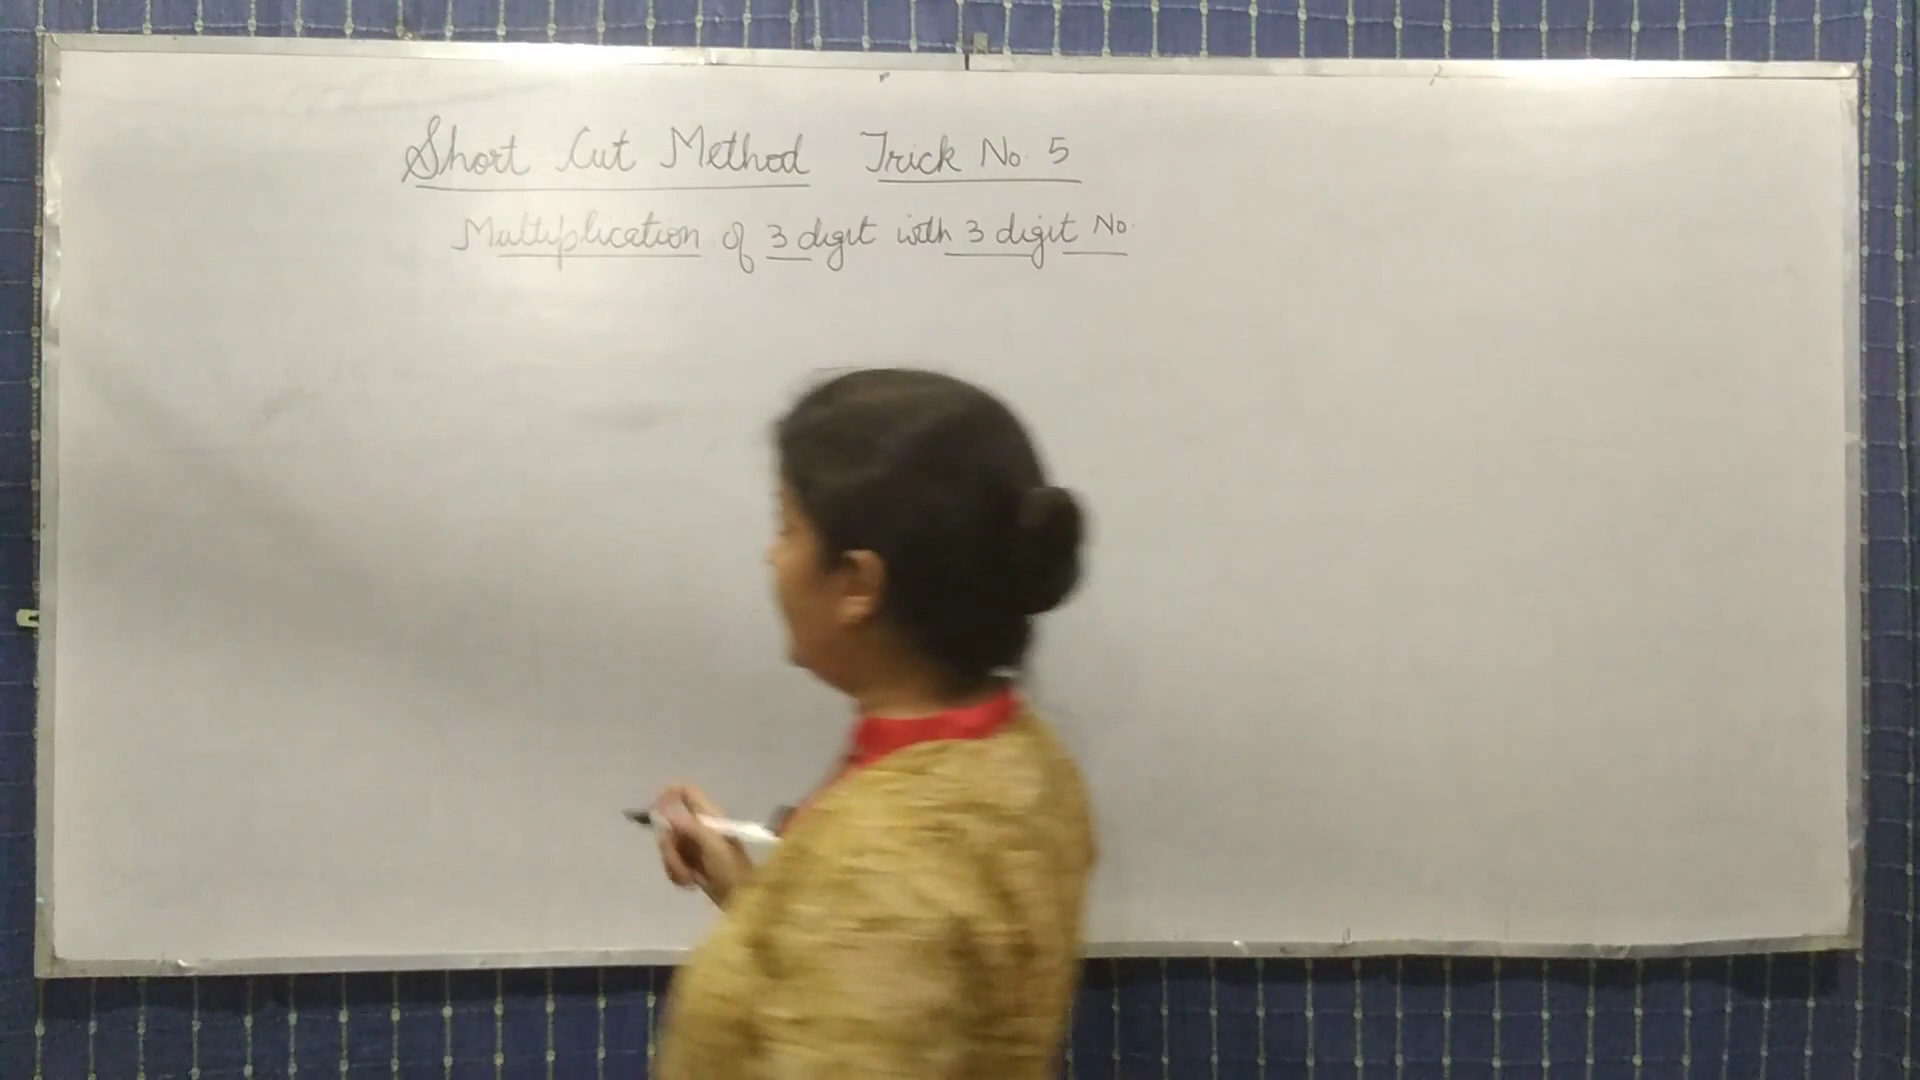 Short Cut Method Trick No. 5
Multiplication of 3 digit with 3 digit No.